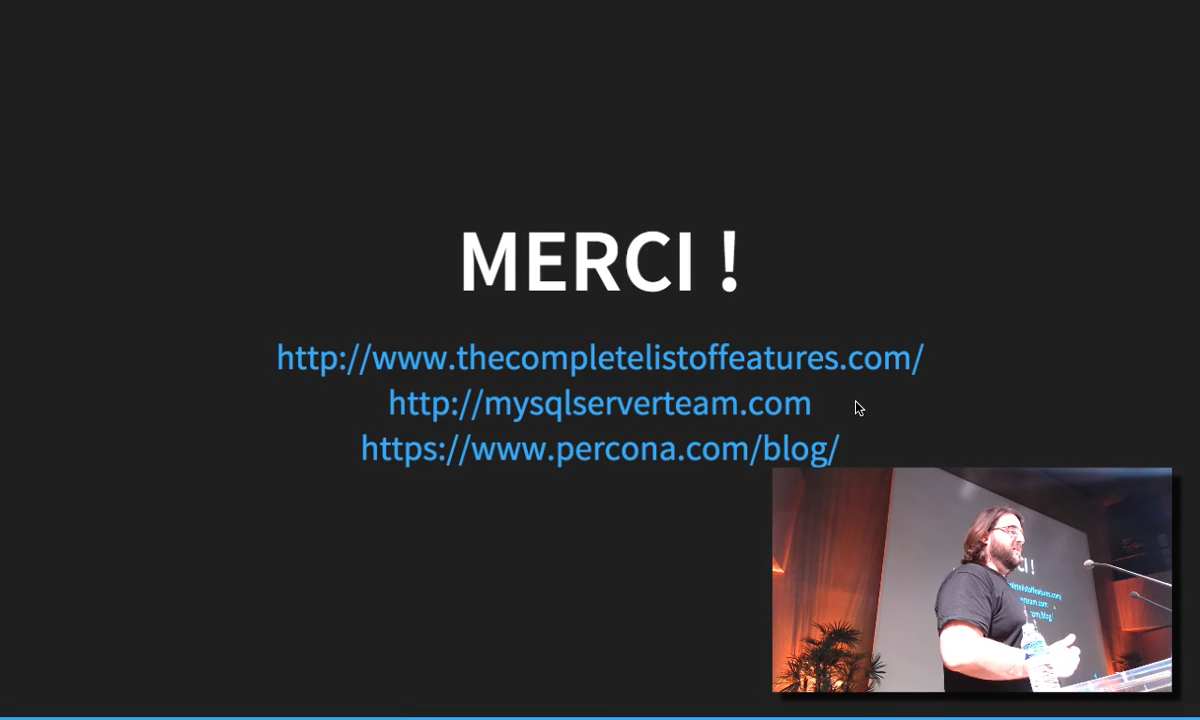 MERCI !
http://www.thecompletelistoffeatures.com/
http://mysqlserverteam.com
https://www.percona.com/blog/